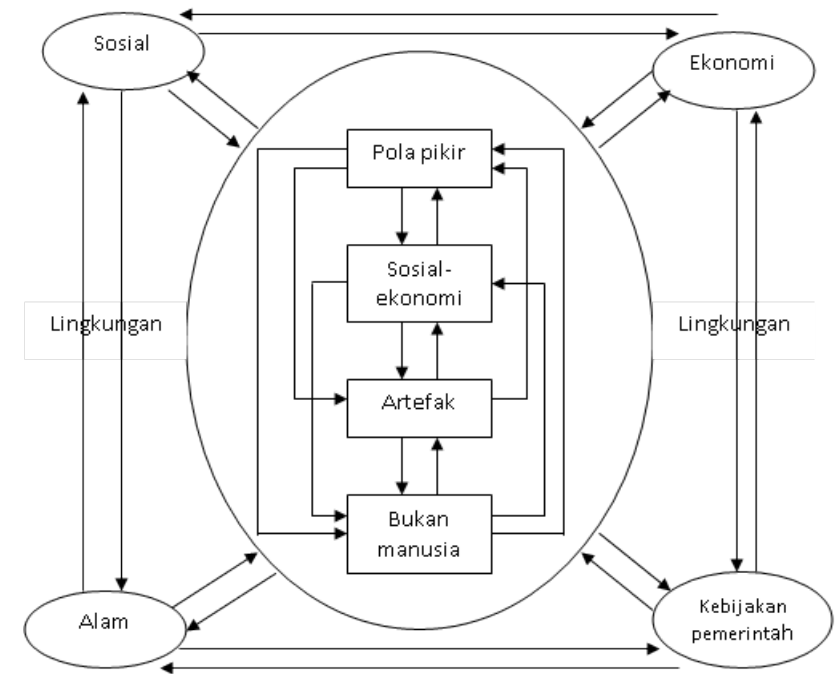 Sosial
Ekonomi
Pola pikir
Sosial-
ekonomi
Lingkungan
Lingkungan
Artefak
Bukan
manusia
Alam
Kebijakan
pemerintah